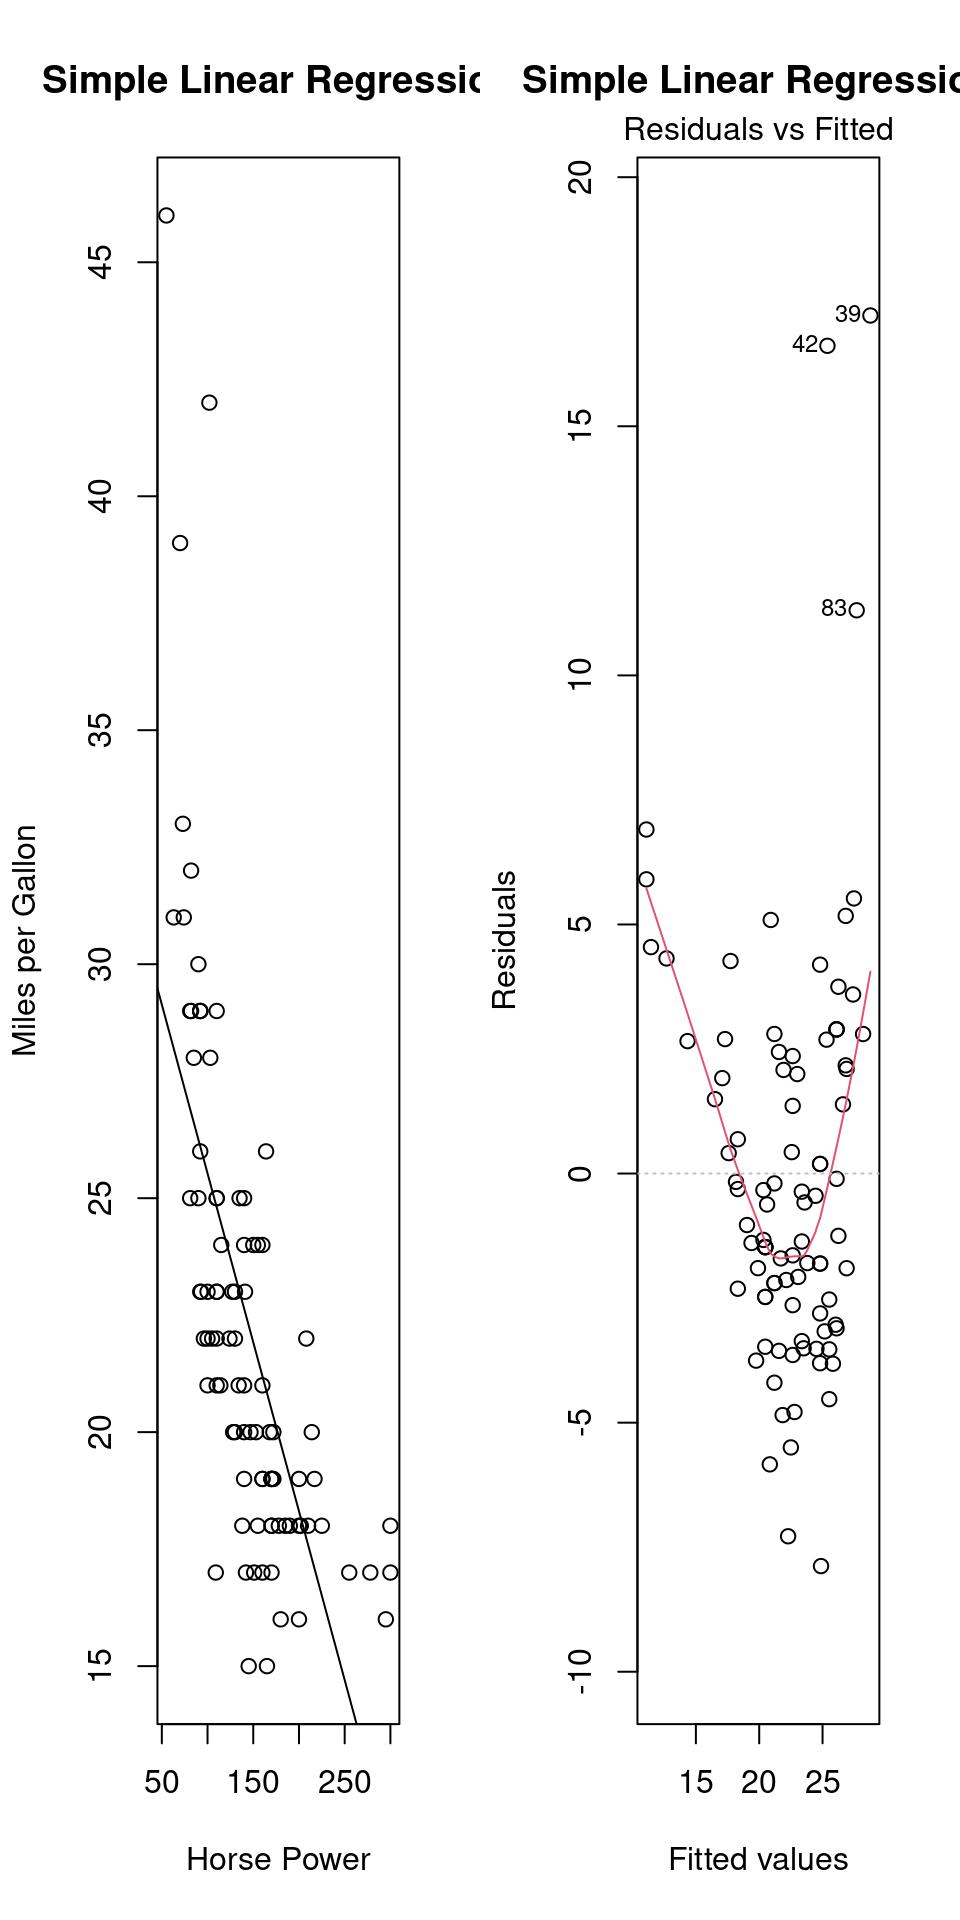 Simple Linear Regressio
Miles per Gallon
45
40
35
30
25
20
15
50 150 250
Horse Power
Simple Linear Regressio
Residuals vs Fitted
Residuals
20
15
10
5
0
-5
-10
39
42
83
15 20 25
Fitted values